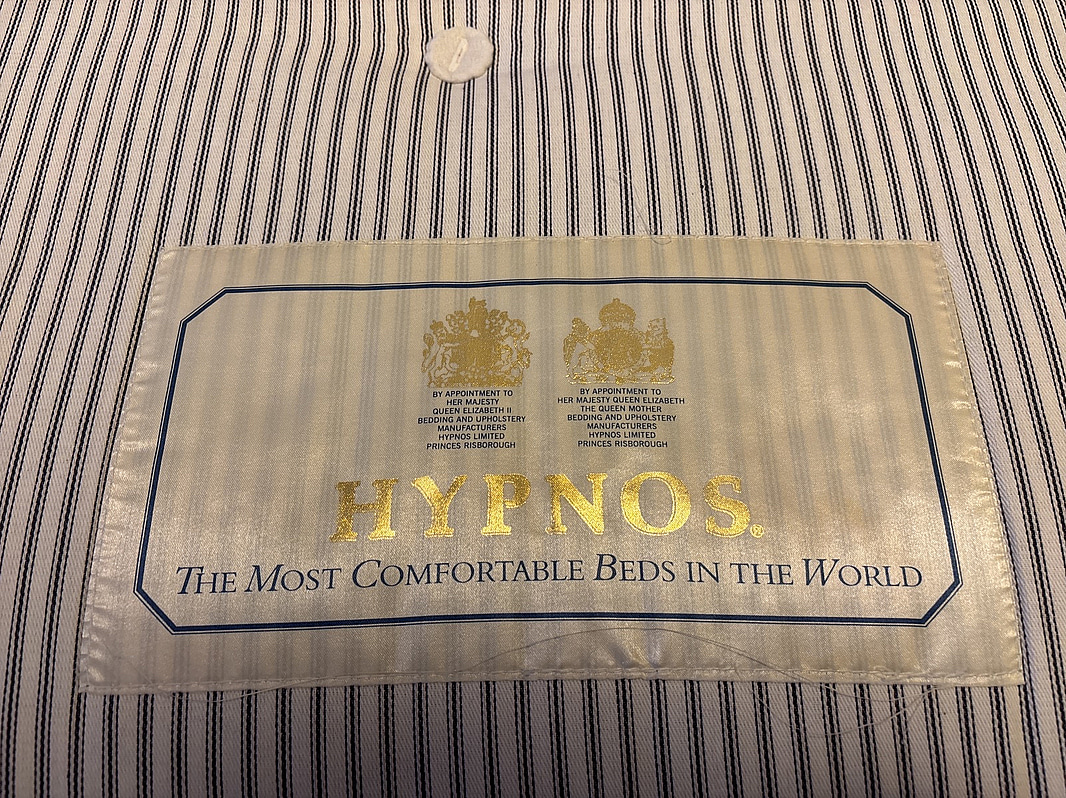 BY APPOINTMENT TO
HER MAJESTY
QUEEN ELIZABETH II
BEDDING AND UPHOLSTERY
MANUFACTURERS
HYPNOS LIMITED
PRINCES RISBOROUGH
BY APPOINTMENT TO
HER MAJESTY QUEEN ELIZABETH
THE QUEEN MOTHER
BEDDING AND UPHOLSTERY
MANUFACTURERS
HYPNOS LIMITED
PRINCES RISBOROUGH
HYPNOS®
THE MOST COMFORTABLE BEDS IN THE WORLD